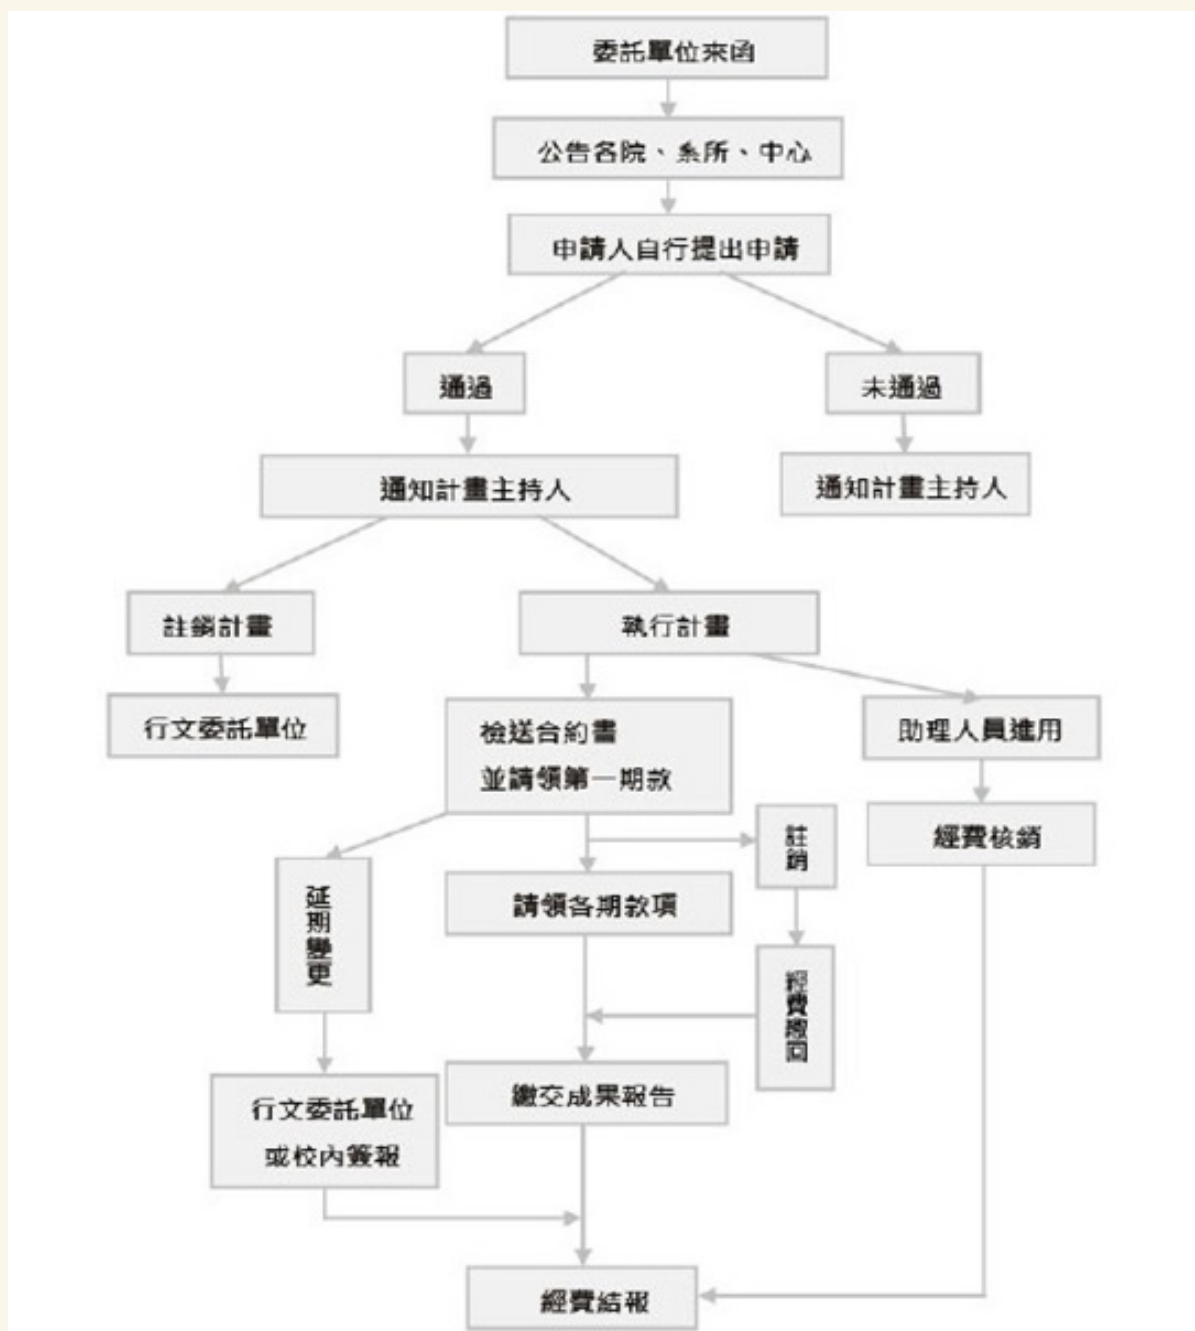 委託單位來函
公告各院、系所、中心
申請人自行提出申請
通過
未通過
通知計畫主持人
通知計畫主持人
註銷計畫
執行計畫
行文委託單位
檢送合約書
並請領第一期款
助理人員進用
註銷
經費核銷
延期變更
請領各期款項
經費繳回
行文委託單位
或校內簽報
繳交成果報告
經費結報